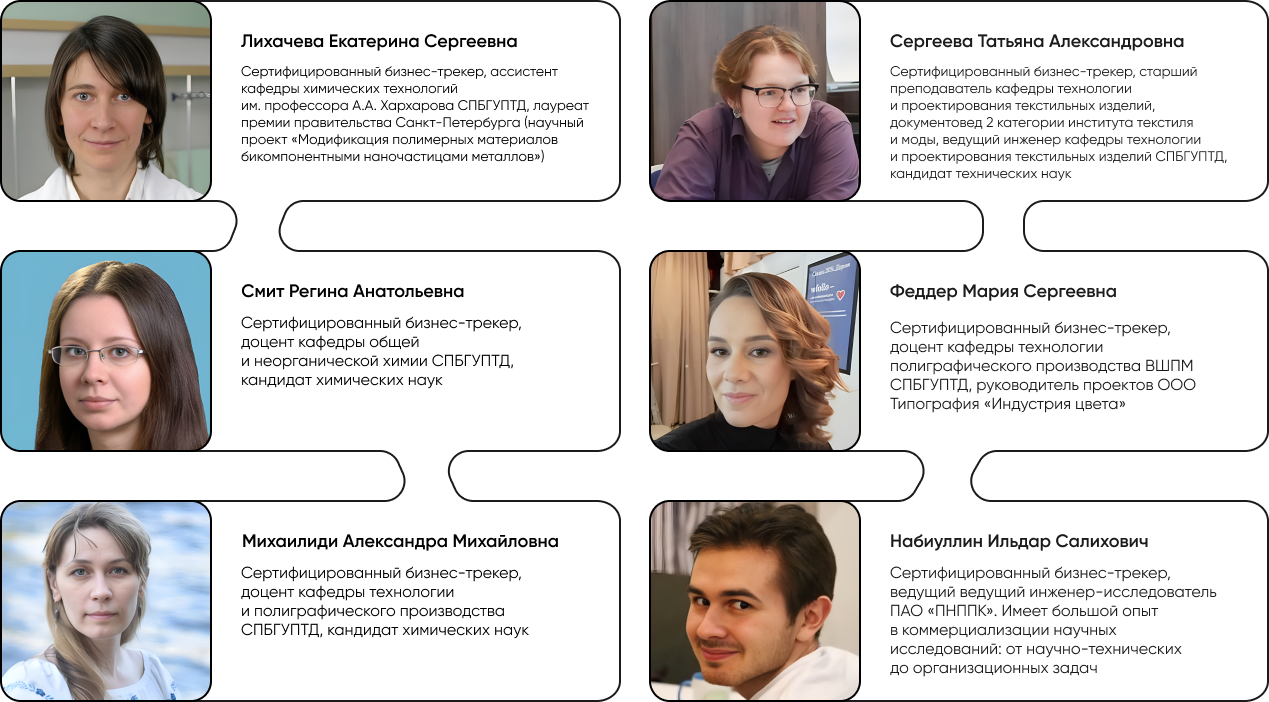 Лихачева Екатерина Сергеевна
Сертифицированный бизнес-трекер, ассистент
кафедры химических технологий
им. профессора А.А. Хархарова СПБГУПТД, лауреат
премии правительства Санкт-Петербурга (научный
проект «Модификация полимерных материалов
бикомпонентными наночастицами металлов»)
Сергеева Татьяна Александровна
Сертифицированный бизнес-трекер, старший
преподаватель кафедры технологии
и проектирования текстильных изделий,
документовед 2 категории института текстиля
и моды, ведущий инженер кафедры технологии
и проектирования текстильных изделий СПБГУПТД,
кандидат технических наук
Смит Регина Анатольевна
Сертифицированный бизнес-трекер,
доцент кафедры общей
и неорганической химии СПБГУПТД,
кандидат химических наук
Феддер Мария Сергеевна
Сертифицированный бизнес-трекер,
доцент кафедры технологии
полиграфического производства ВШПМ
СПБГУПТД, руководитель проектов ООО
Типография «Индустрия цвета»
Михаилиди Александра Михайловна
Сертифицированный бизнес-трекер,
доцент кафедры технологии
и полиграфического производства
СПБГУПТД, кандидат химических наук
Набиуллин Ильдар Салихович
Сертифицированный бизнес-трекер,
ведущий ведущий инженер-исследователь
ПАО «ПНППК». Имеет большой опыт
в коммерциализации научных
исследований: от научно-технических
до организационных задач